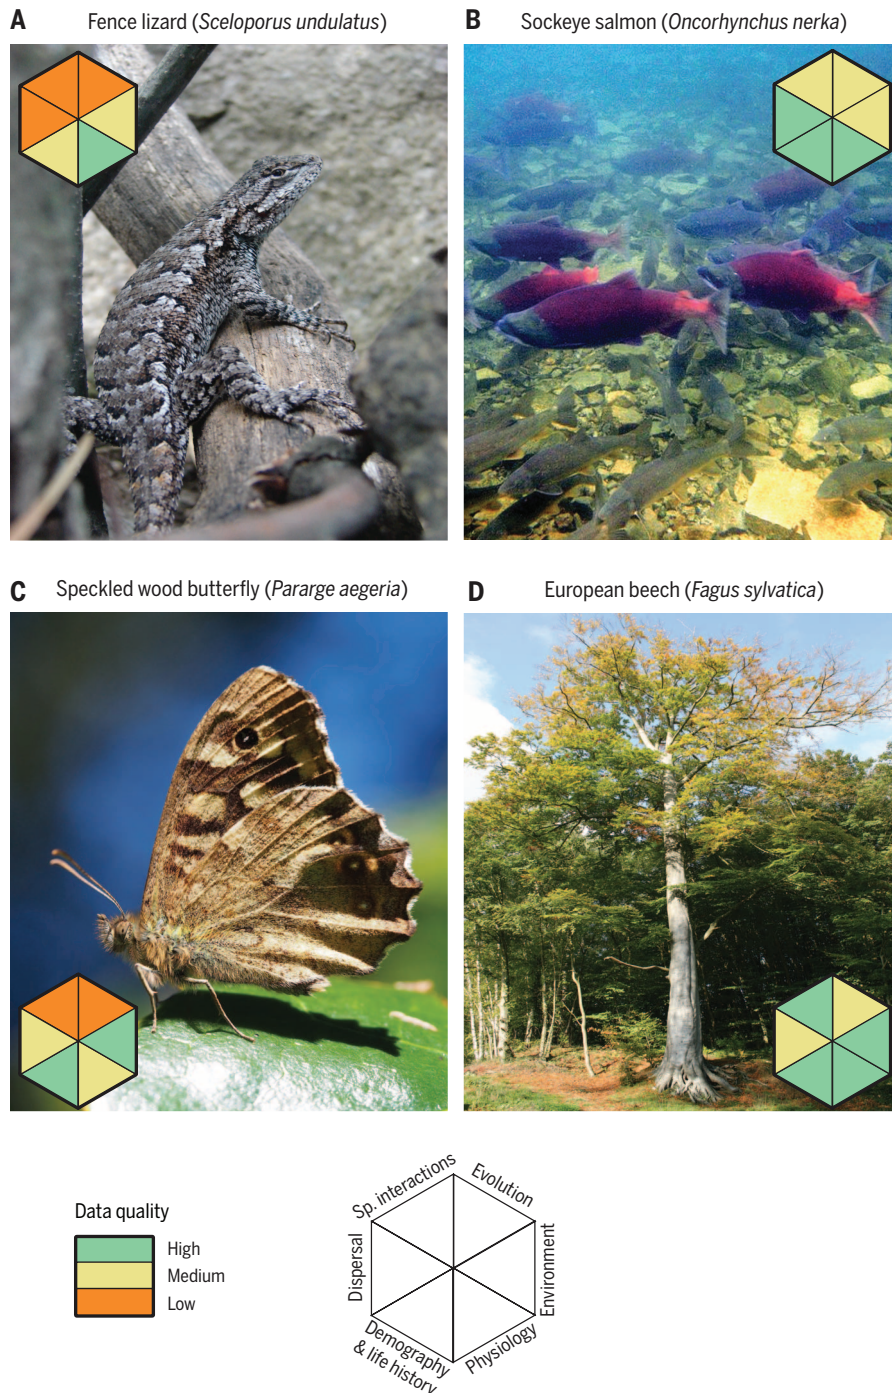 A Fence lizard (Sceloporus undulatus)
B Sockeye salmon (Oncorhynchus nerka)
C Speckled wood butterfly (Pararge aegeria)
D European beech (Fagus sylvatica)
Data quality
High
Medium
Low
Sp. interactions
Evolution
Environment
Physiology
Demography
& life history
Dispersal